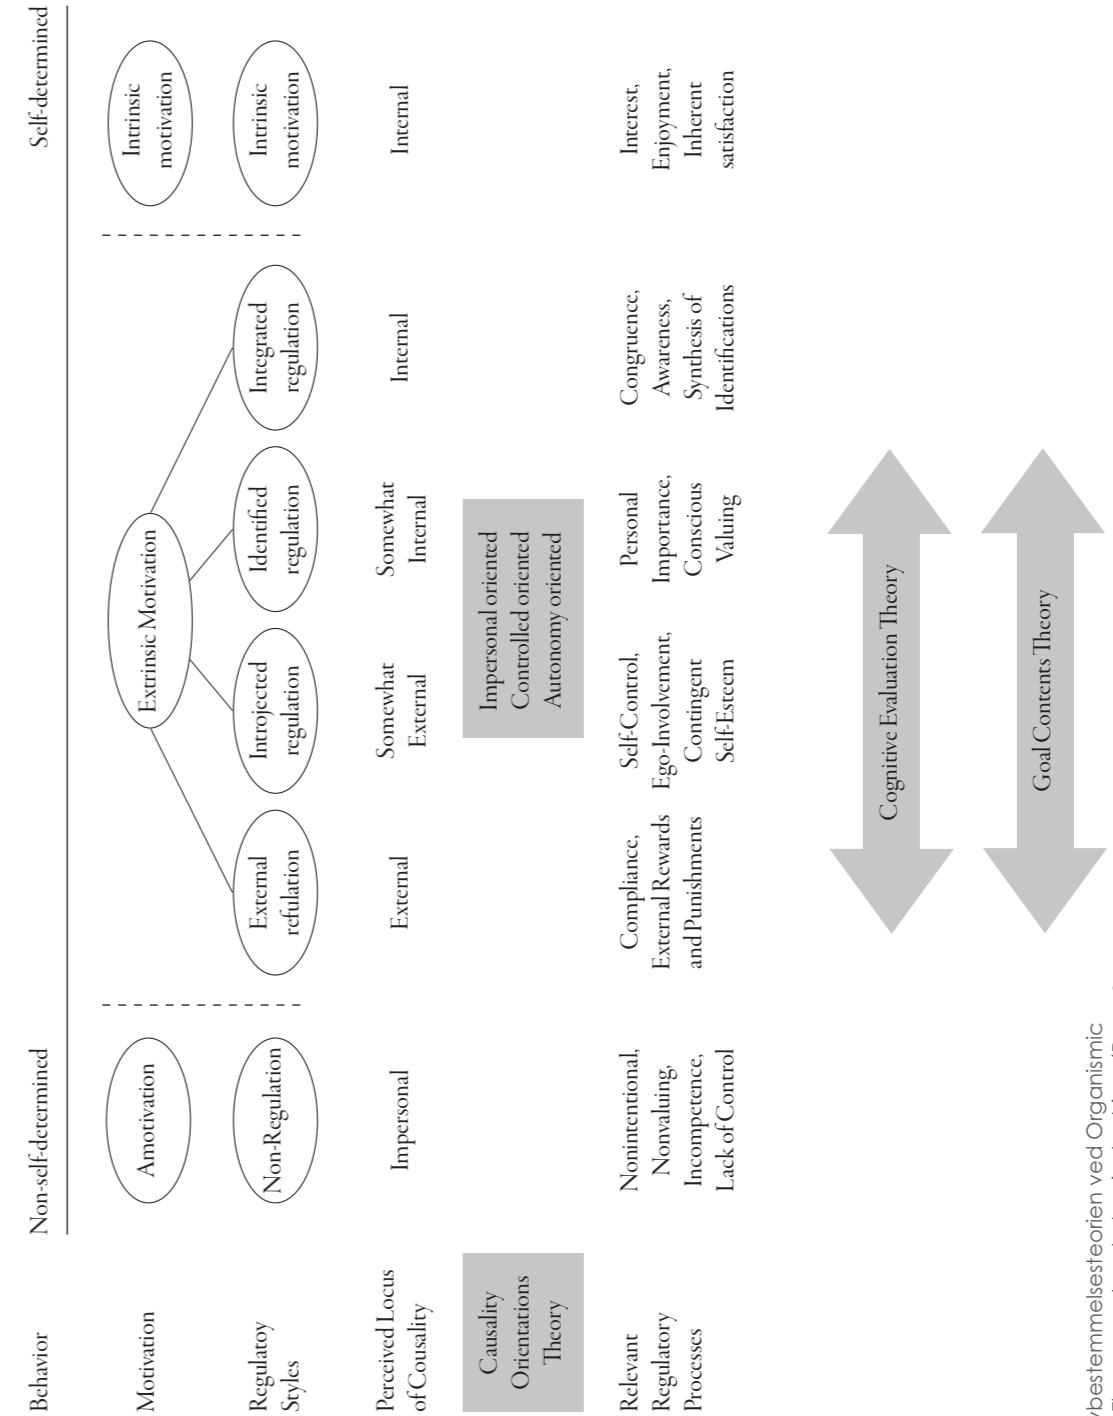 Behavior
Non-self-determined
Self-determined
Motivation
Amotivation
Extrinsic Motivation
Intrinsic
motivation
Regulatoy
Styles
Non-Regulation
External
refulation
Introjected
regulation
Identified
regulation
Integrated
regulation
Intrinsic
motivation
Perceived Locus
of Cousality
Impersonal
External
Somewhat
External
Somewhat
Internal
Internal
Internal
Causality
Orientations
Theory
Impersonal oriented
Controlled oriented
Autonomy oriented
Relevant
Regulatory
Processes
Nonintentional,
Nonvaluing,
Incompetence,
Lack of Control
Compliance,
External Rewards
and Punishments
Self-Control,
Ego-Involvement,
Contingent
Self-Esteem
Personal
Importance,
Conscious
Valuing
Congruence,
Awareness,
Synthesis of
Identifications
Interest,
Enjoyment,
Inherent
satisfaction
Cognitive Evaluation Theory
Goal Contents Theory
ybestemmelsesteorien ved Organismic